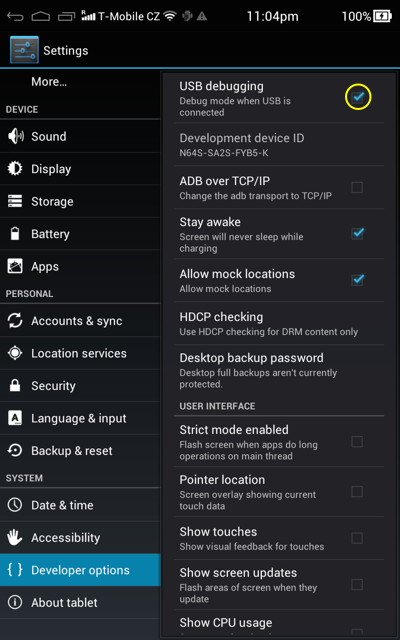 R T-Mobile CZ 11:04pm 100%
Settings
More...
DEVICE
Sound
Display
Storage
Battery
Apps
PERSONAL
Accounts & sync
Location services
Security
A Language & input
Backup & reset
SYSTEM
Date & time
Accessibility
{ } Developer options
About tablet
USB debugging
Debug mode when USB is
connected
Development device ID
N64S-SA2S-FYB5-K
ADB over TCP/IP
Change the adb transport to TCP/IP
Stay awake
Screen will never sleep while
charging
Allow mock locations
Allow mock locations
HDCP checking
Use HDCP checking for DRM content only
Desktop backup password
Desktop full backups aren't currently
protected.
USER INTERFACE
Strict mode enabled
Flash screen when apps do long
operations on main thread
Pointer location
Screen overlay showing current
touch data
Show touches
Show visual feedback for touches
Show screen updates
Flash areas of screen when they
update
Show CPU usage